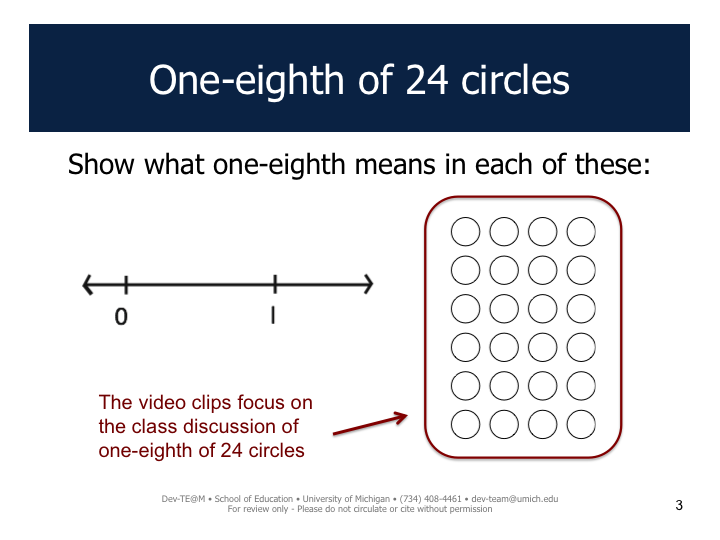 One-eighth of 24 circles
Show what one-eighth means in each of these:
0
I
The video clips focus on
the class discussion of
one-eighth of 24 circles
Dev-TE@M • School of Education • University of Michigan • (734) 408-4461 • dev-team@umich.edu
For review only - Please do not circulate or cite without permission
3